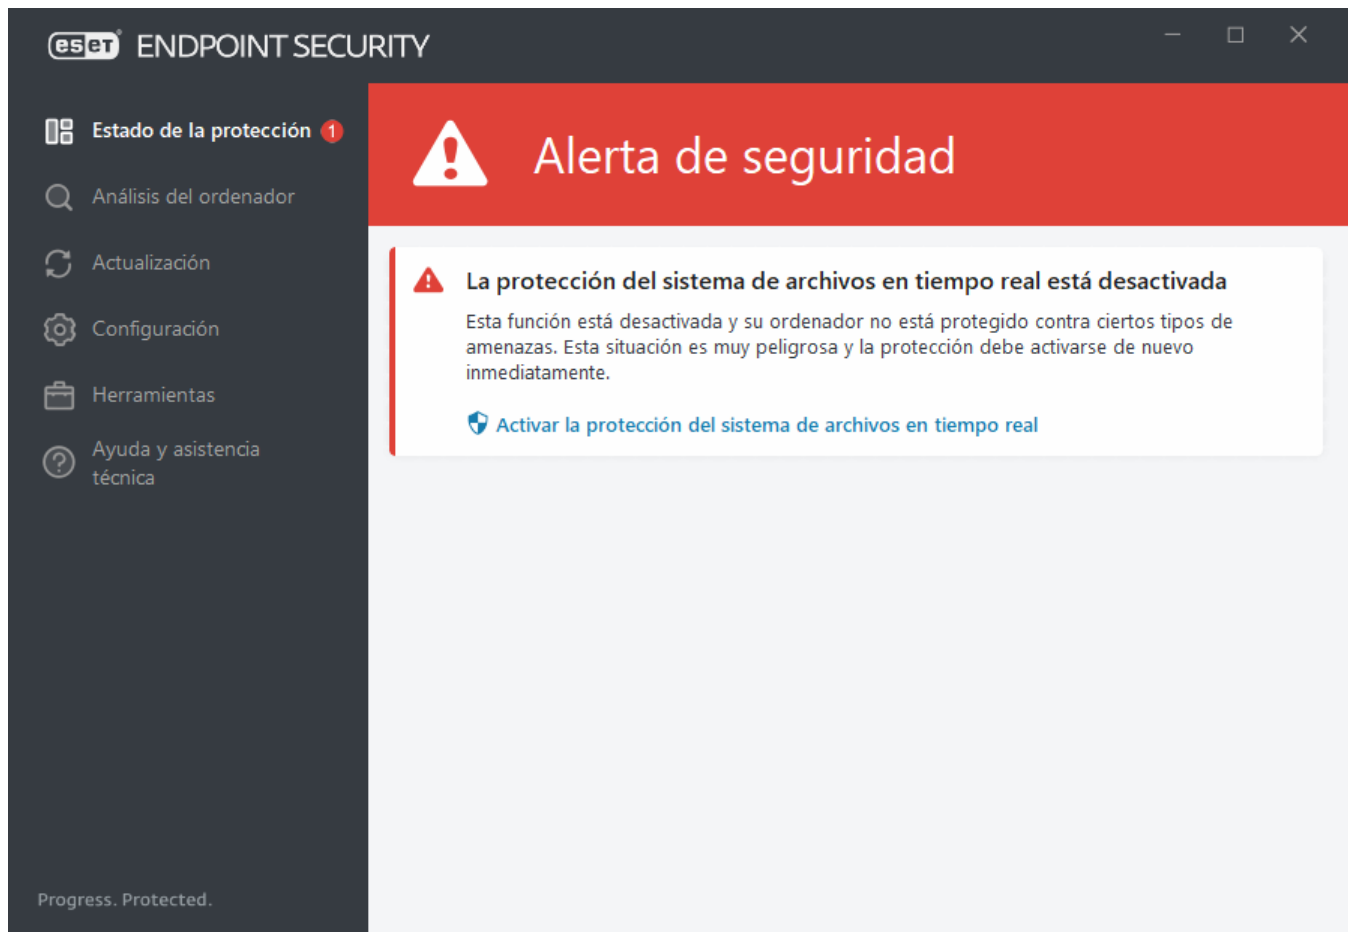 eset ENDPOINT SECURITY
Estado de la protección 1
Análisis del ordenador
Actualización
Configuración
Herramientas
Ayuda y asistencia
técnica
Progress. Protected.
Alerta de seguridad
La protección del sistema de archivos en tiempo real está desactivada
Esta función está desactivada y su ordenador no está protegido contra ciertos tipos de
amenazas. Esta situación es muy peligrosa y la protección debe activarse de nuevo
inmediatamente.
Activar la protección del sistema de archivos en tiempo real